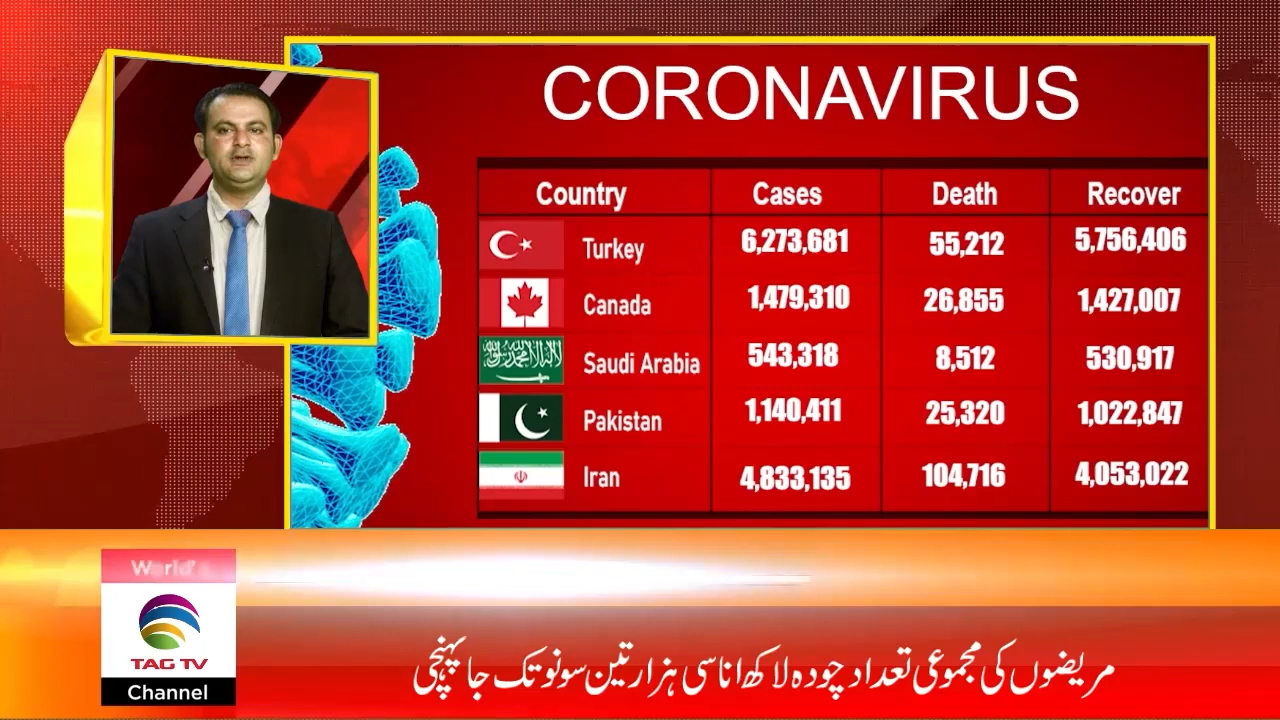 CORONAVIRUS
Country Cases Death Recover
Turkey 6,273,681 55,212 5,756,406
Canada 1,479,310 26,855 1,427,007
Saudi Arabia 543,318 8,512 530,917
Pakistan 1,140,411 25,320 1,022,847
Iran 4,833,135 104,716 4,053,022
World'
TAG TV
Channel
مریضوں کی مجموعی تعداد چودہ لاکھ اناسی ہزار تین سو نو تک جا پہنچی